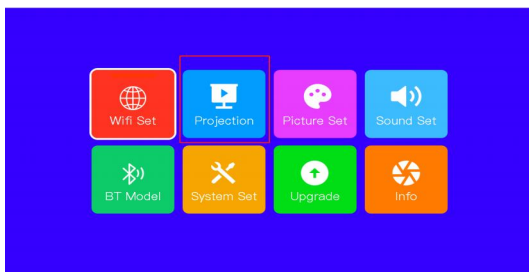 Wifi Set
Projection
Picture Set
Sound Set
BT Model
System Set
Upgrade
Info